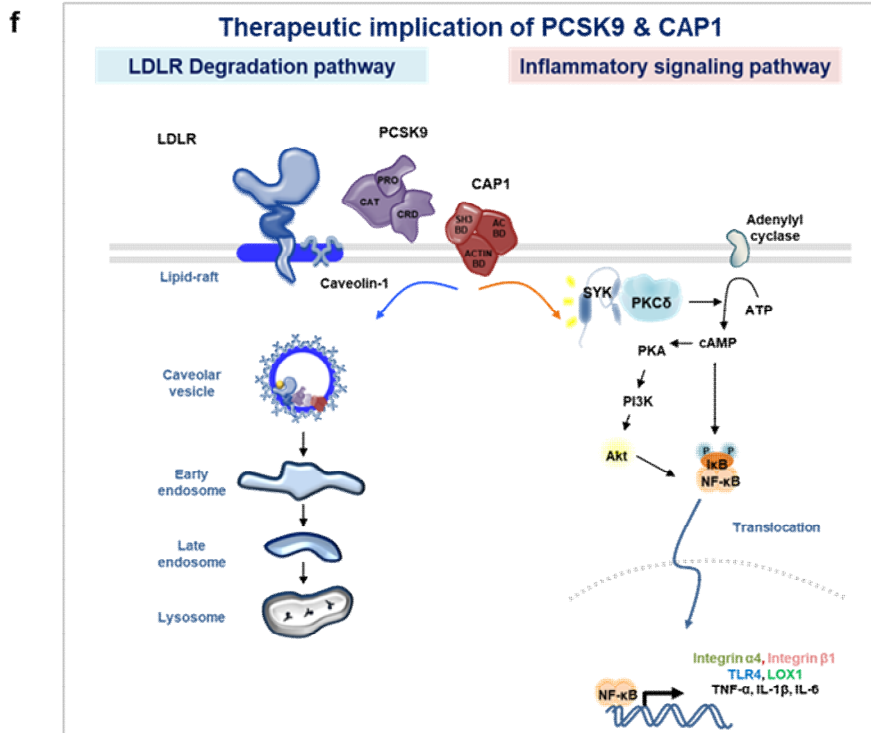 f
Therapeutic implication of PCSK9 & CAP1
LDLR Degradation pathway
Inflammatory signaling pathway
LDLR
PCSK9
PRO
CAT
CRD
CAP1
SH3
BD
AC
BD
ACTIN
BD
Adenylyl
cyclase
Lipid-raft
Caveolin-1
SYK
PKCδ
ATP
cAMP
PKA
PI3K
Akt
P
P
IκB
NF-κB
Caveolar
vesicle
Early
endosome
Late
endosome
Lysosome
Translocation
Integrin α4, Integrin β1
TLR4, LOX1
TNF-α, IL-1β, IL-6
NF-κB